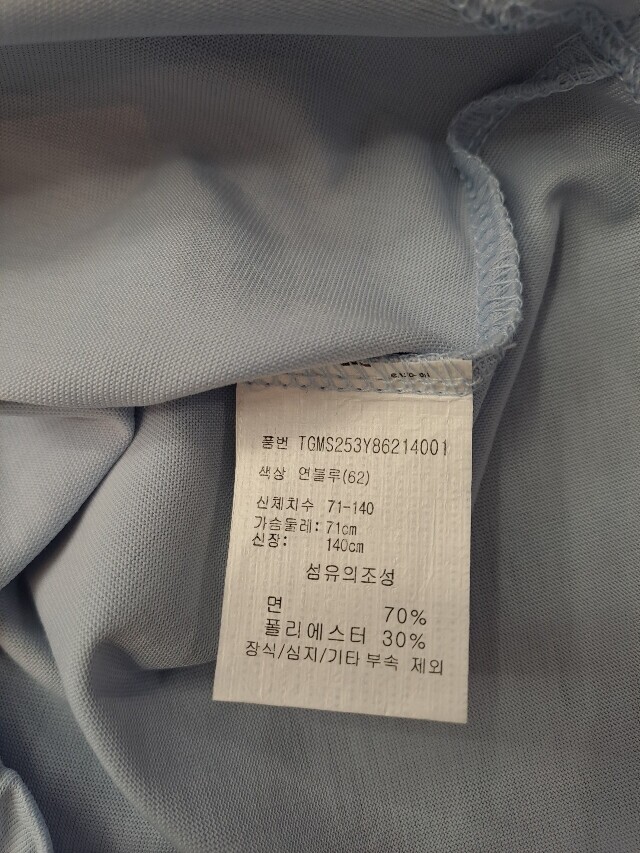 품번 TGMS253Y86214001
색상 연블루(62)
신체치수 71-140
가슴둘레: 71cm
신장: 140cm
섬유의조성
면 70%
폴리에스터 30%
장식/심지/기타 부속 제외